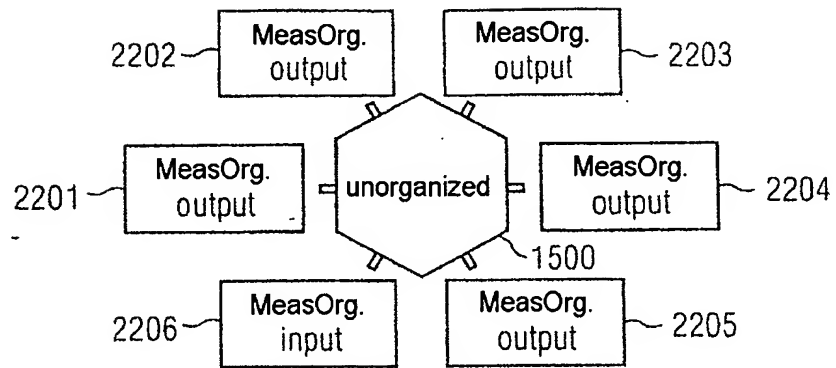 2202
MeasOrg.
output
MeasOrg.
output
2203
2201
MeasOrg.
output
unorganized
MeasOrg.
output
2204
1500
2206
MeasOrg.
input
MeasOrg.
output
2205